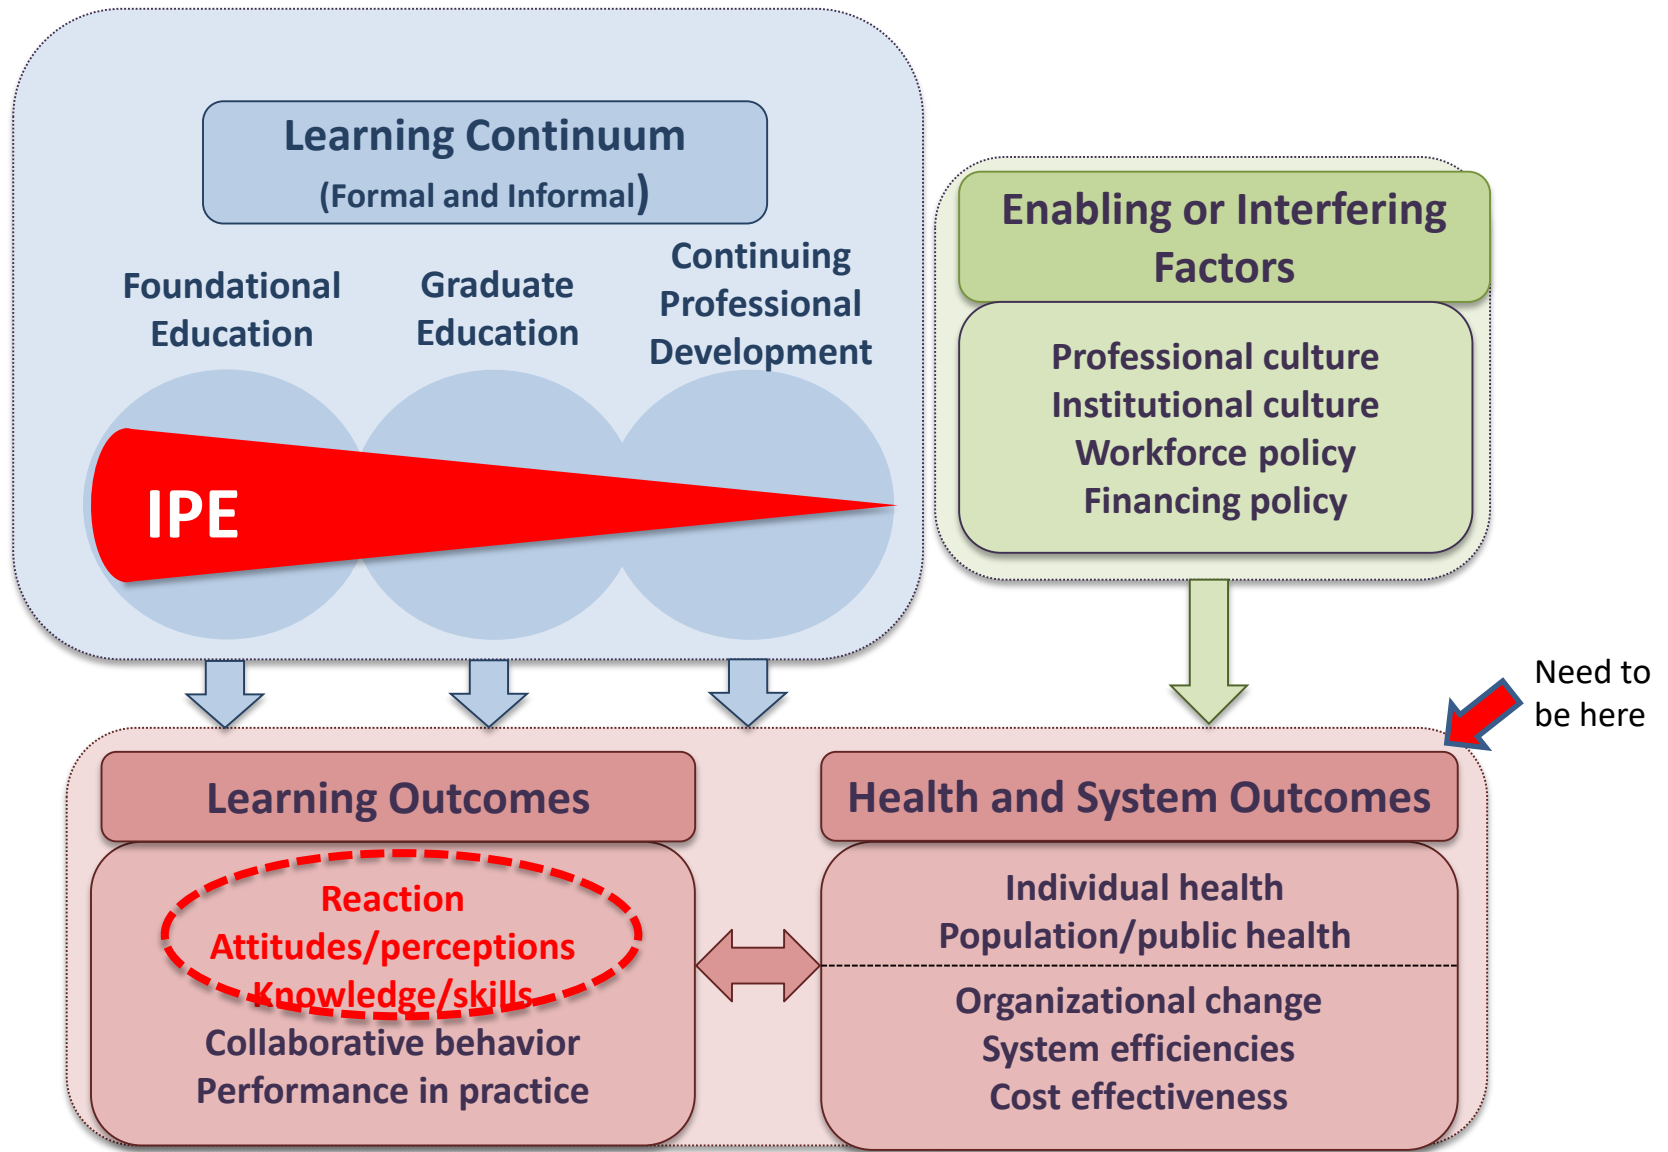 Learning Continuum
(Formal and Informal)
Foundational
Education
Graduate
Education
Continuing
Professional
Development
IPE
Enabling or Interfering
Factors
Professional culture
Institutional culture
Workforce policy
Financing policy
Need to
be here
Learning Outcomes
Reaction
Attitudes/perceptions
Knowledge/skills
Collaborative behavior
Performance in practice
Health and System Outcomes
Individual health
Population/public health
Organizational change
System efficiencies
Cost effectiveness